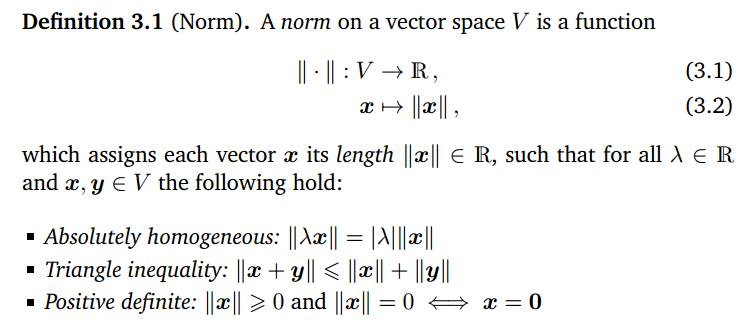 Definition 3.1 (Norm). A norm on a vector space V is a function
‖ · ‖ : V → ℝ, (3.1)
x ↦ ‖x‖ , (3.2)
which assigns each vector x its length ‖x‖ ∈ ℝ, such that for all λ ∈ ℝ
and x, y ∈ V the following hold:
▪ Absolutely homogeneous: ‖λx‖ = |λ|‖x‖
▪ Triangle inequality: ‖x + y‖ ⩽ ‖x‖ + ‖y‖
▪ Positive definite: ‖x‖ ⩾ 0 and ‖x‖ = 0 ⟺ x = 0